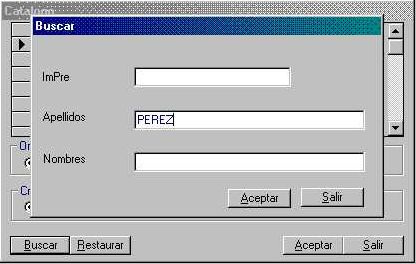 Catalogo
Buscar
ImPre
Apellidos PEREZ
Nombres
Aceptar Salir
Or
Cr
Buscar Restaurar Aceptar Salir